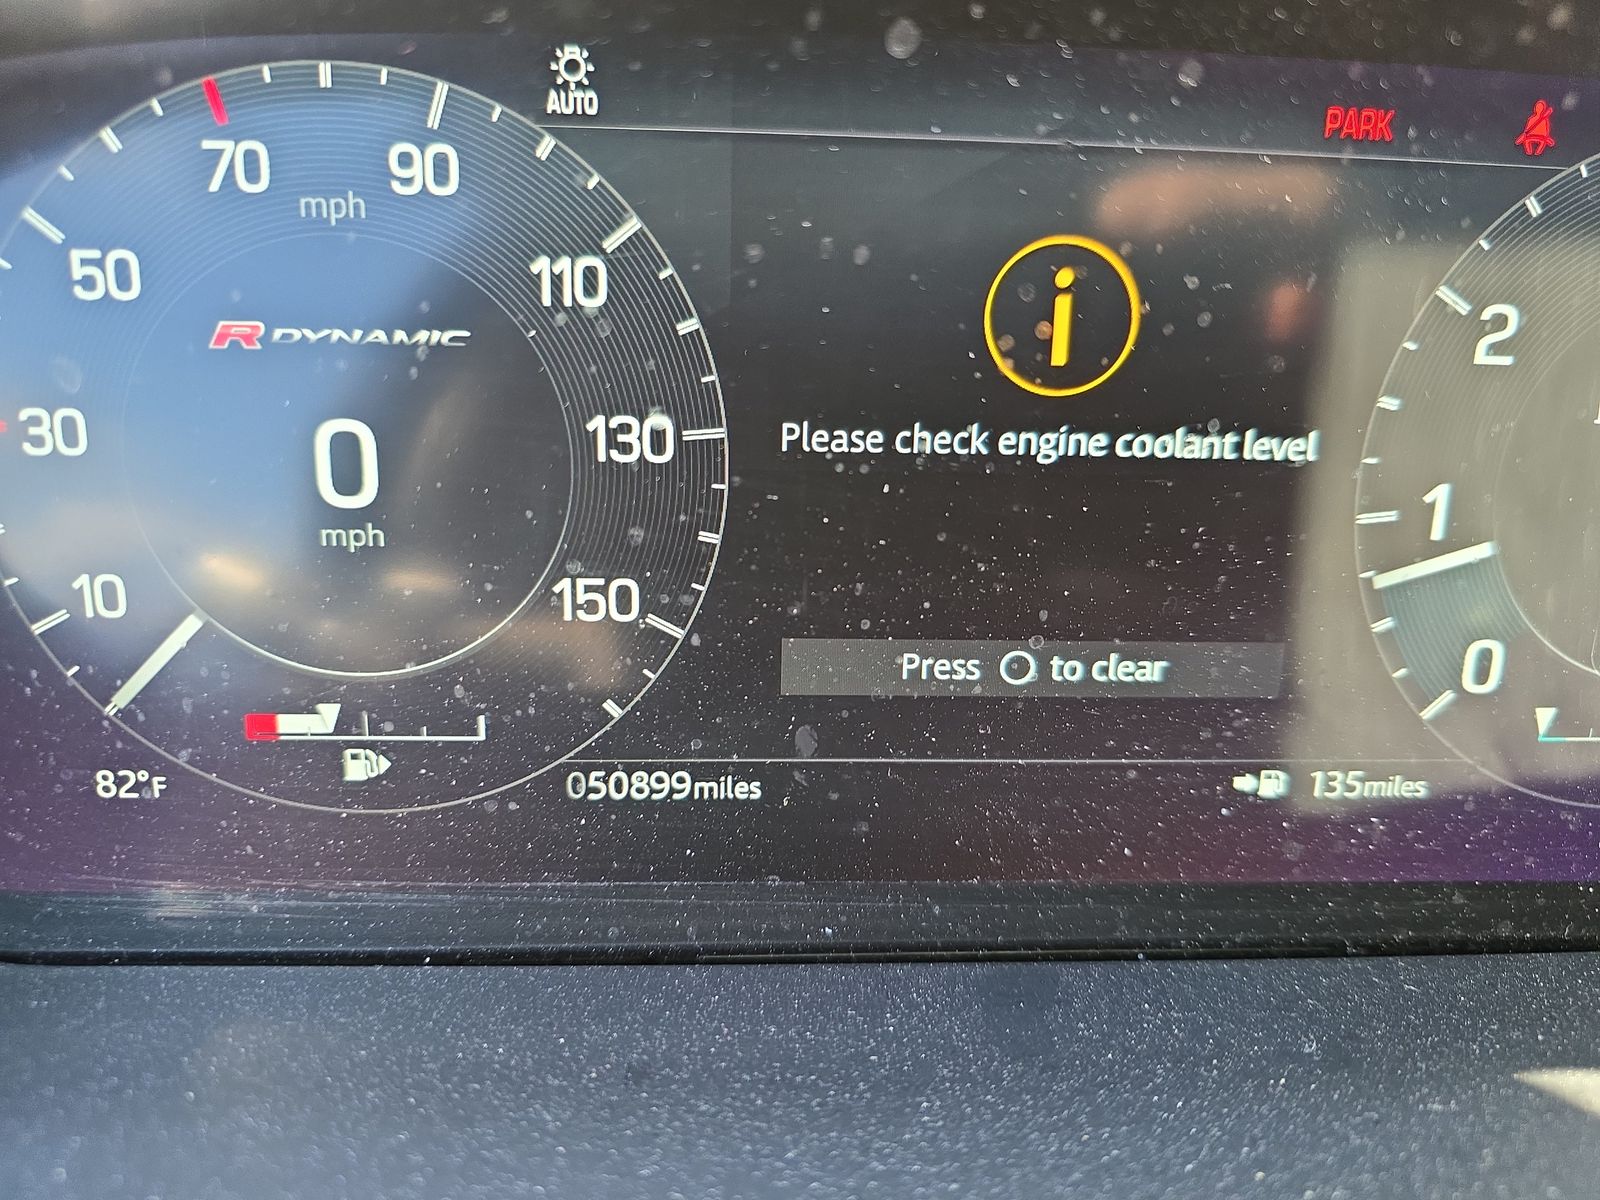 AUTO
PARK
70
90
mph
50
110
R DYNAMIC
2
30
0
130
Please check engine coolant level
mph
1
10
150
Press O to clear
0
82°F
050899miles
135miles